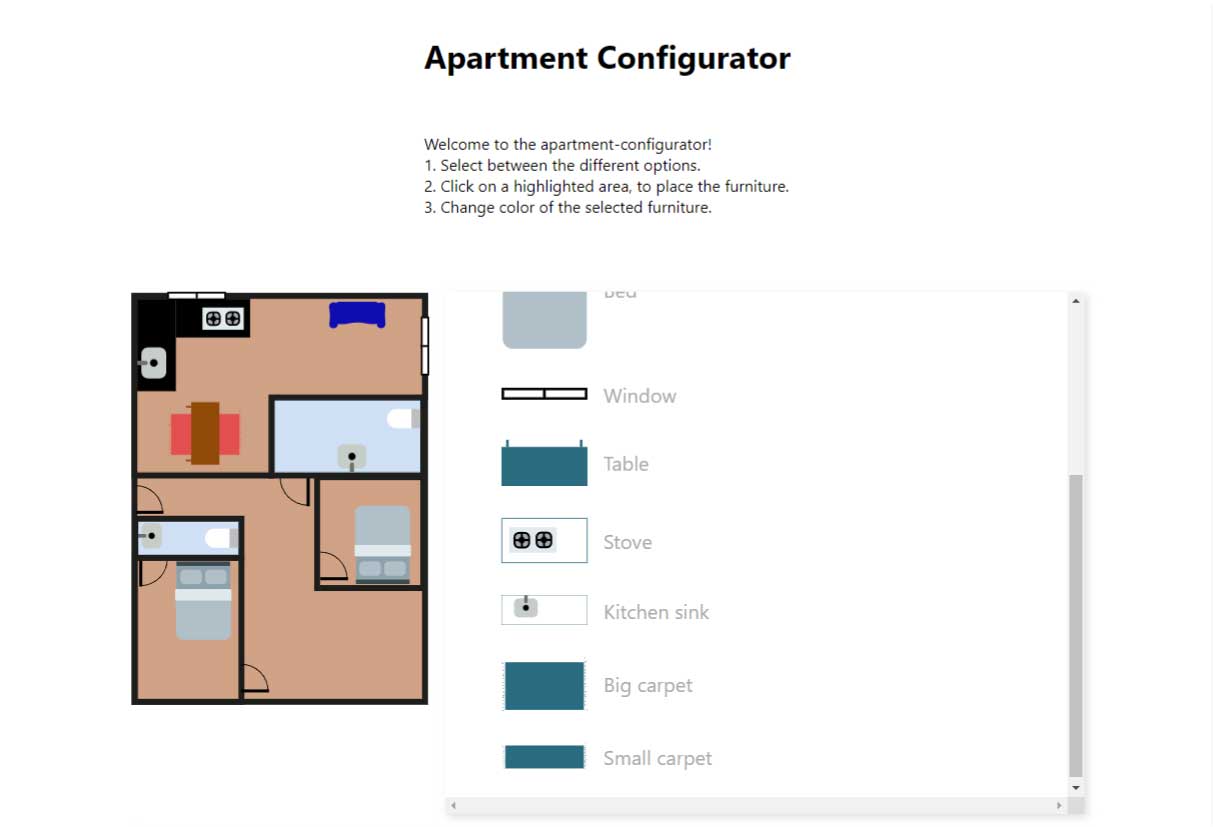 Apartment Configurator
Welcome to the apartment-configurator!
1. Select between the different options.
2. Click on a highlighted area, to place the furniture.
3. Change color of the selected furniture.
Bed
Window
Table
Stove
Kitchen sink
Big carpet
Small carpet